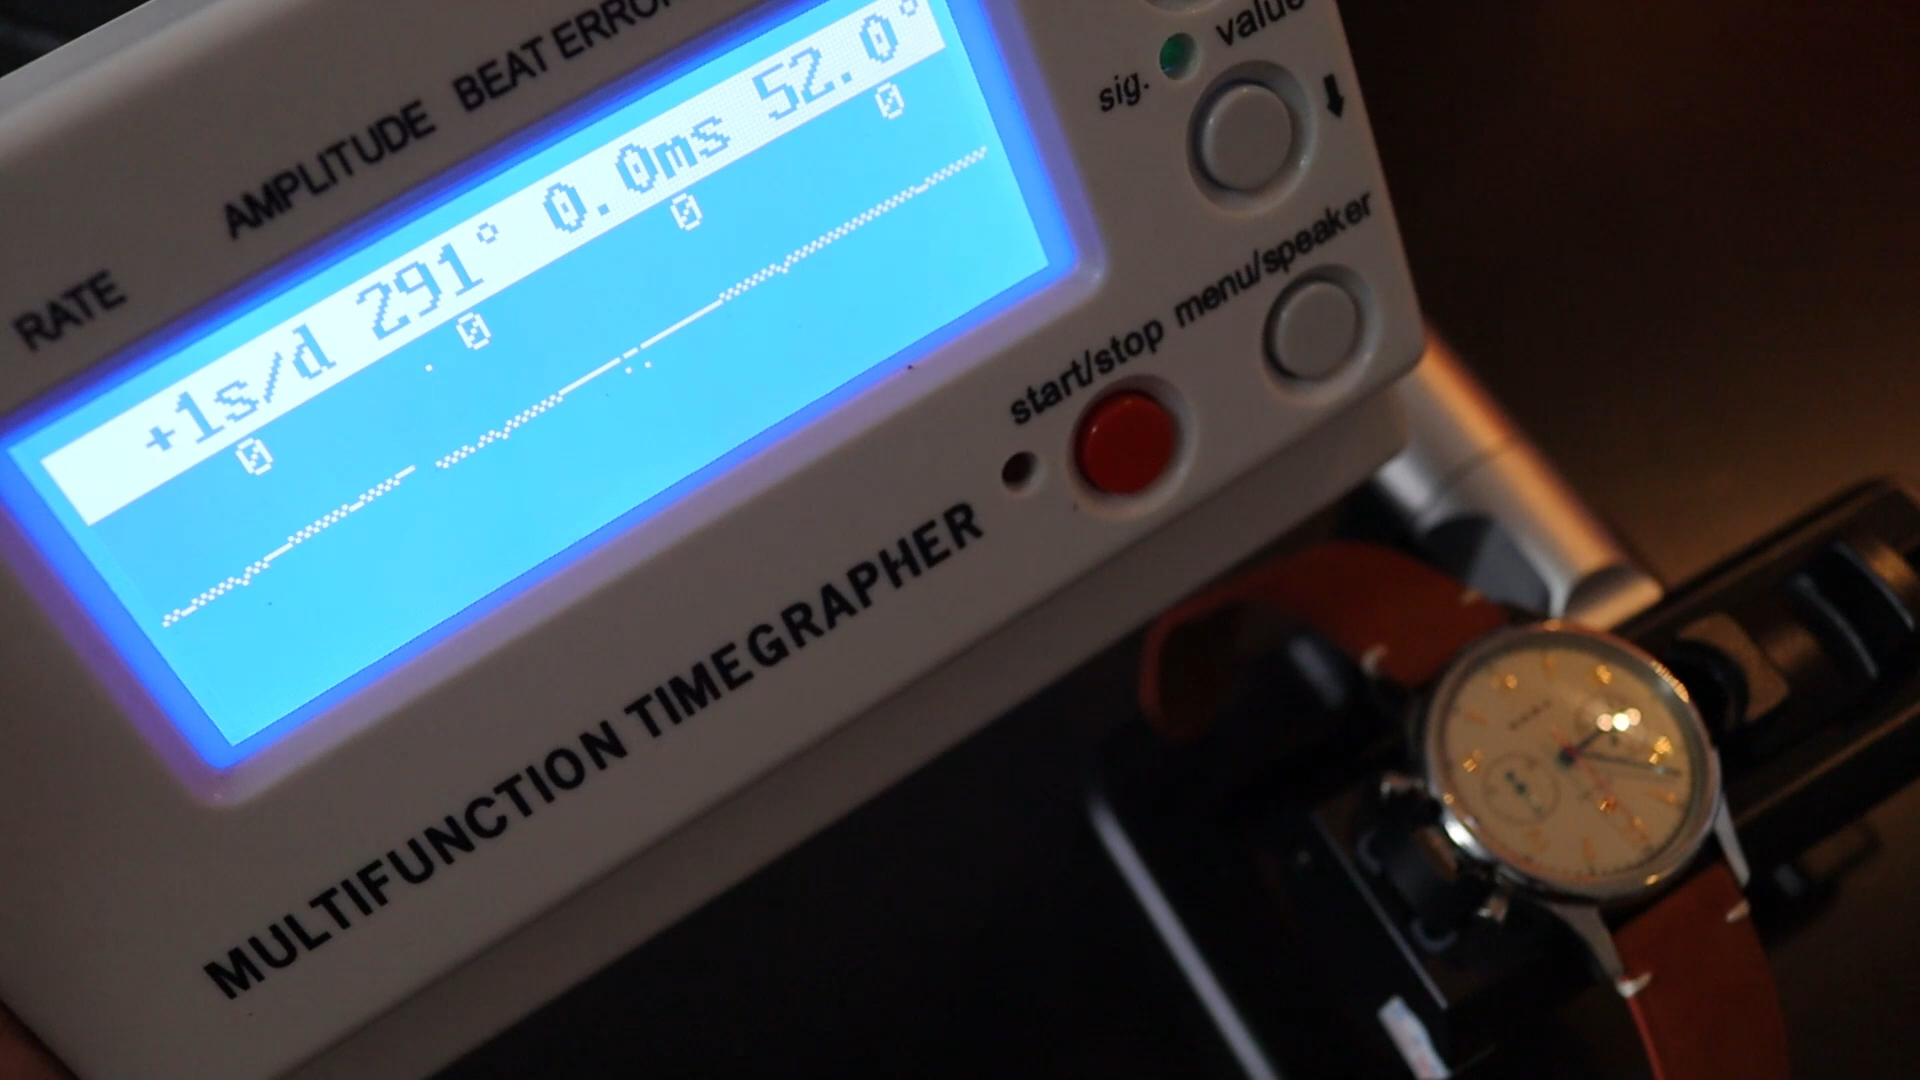 RATE AMPLITUDE BEAT ERROR
+1s/d 291° 0.0ms 52.0°
0 0 0 0
sig. value
menu/speaker
start/stop
MULTIFUNCTION TIMEGRAPHER